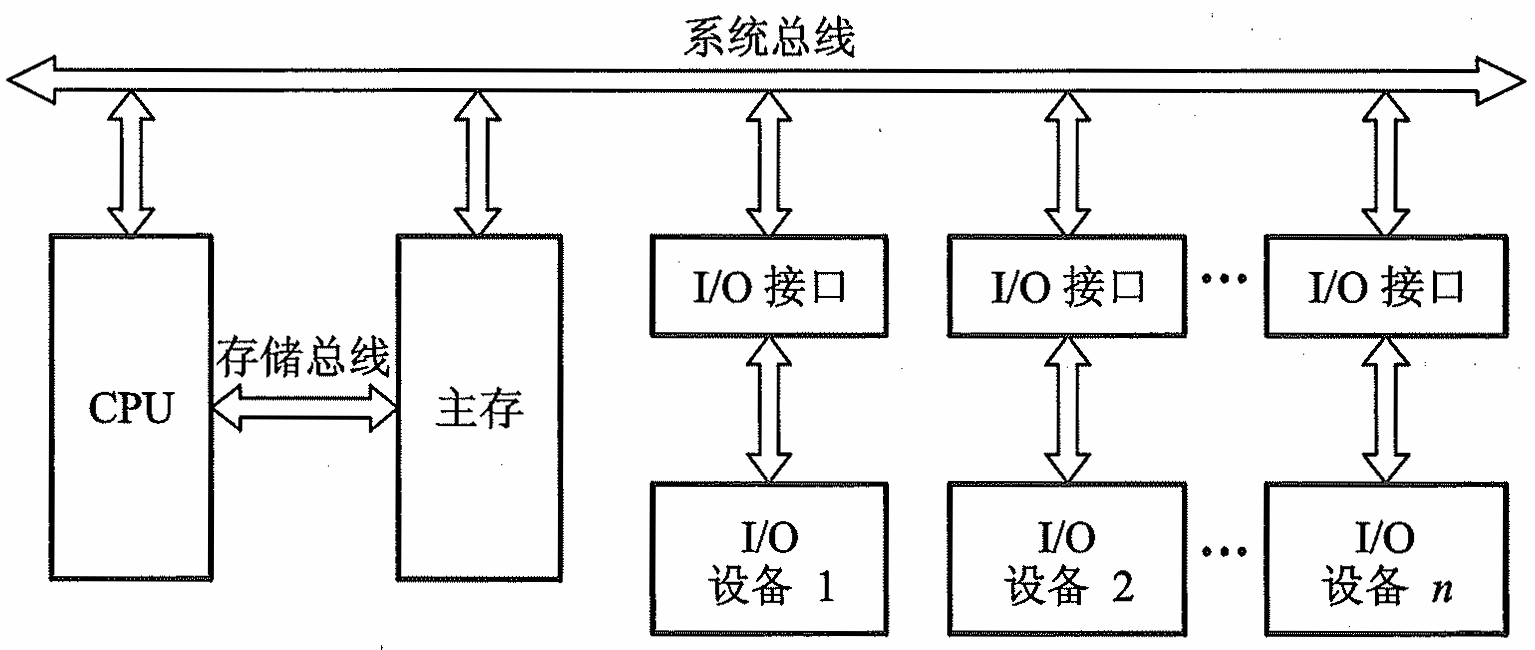 系统总线
I/O 接口
I/O 接口
...
I/O 接口
存储总线
CPU
主存
I/O
设备 1
I/O
设备 2
...
I/O
设备 n